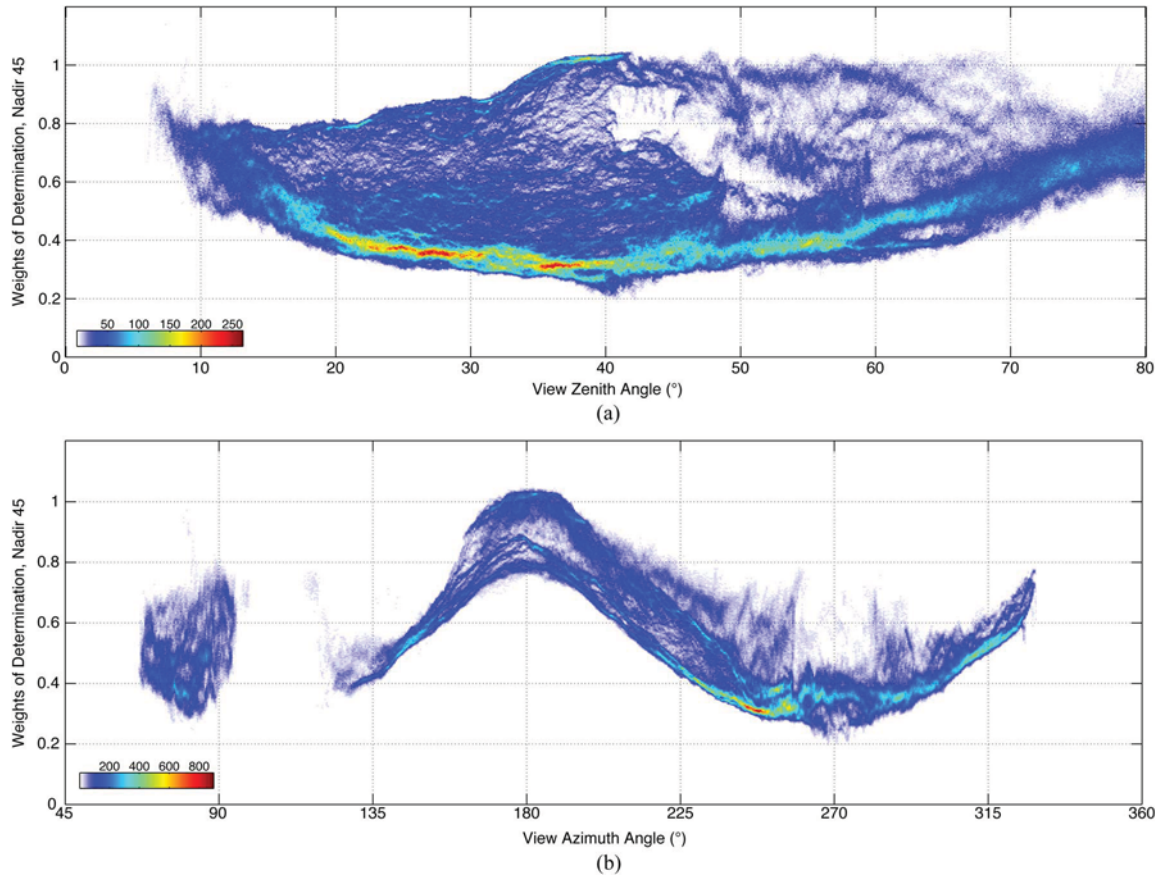 1
0.8
0.6
0.4
0.2
0
Weights of Determination, Nadir 45
50 100 150 200 250
0 10 20 30 40 50 60 70 80
View Zenith Angle (°)
(a)
1
0.8
0.6
0.4
0.2
0
Weights of Determination, Nadir 45
200 400 600 800
45 90 135 180 225 270 315 360
View Azimuth Angle (°)
(b)